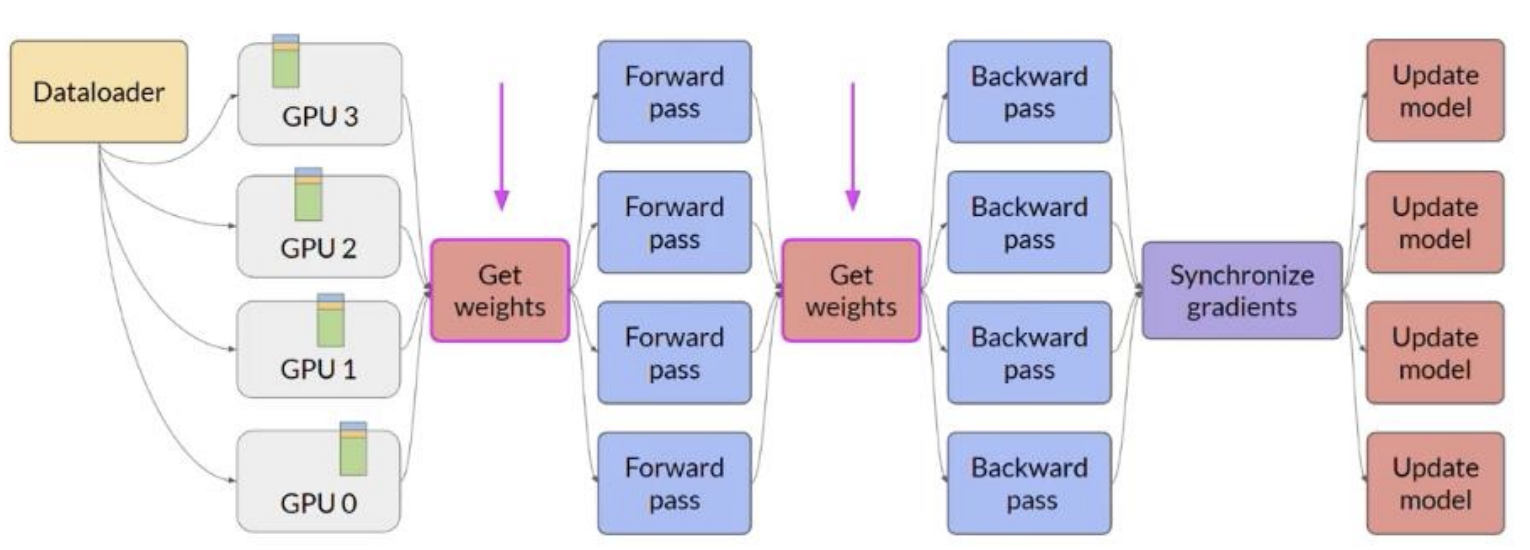 Dataloader
GPU 3
GPU 2
GPU 1
GPU 0
Get
weights
Forward
pass
Forward
pass
Forward
pass
Forward
pass
Get
weights
Backward
pass
Backward
pass
Backward
pass
Backward
pass
Synchronize
gradients
Update
model
Update
model
Update
model
Update
model